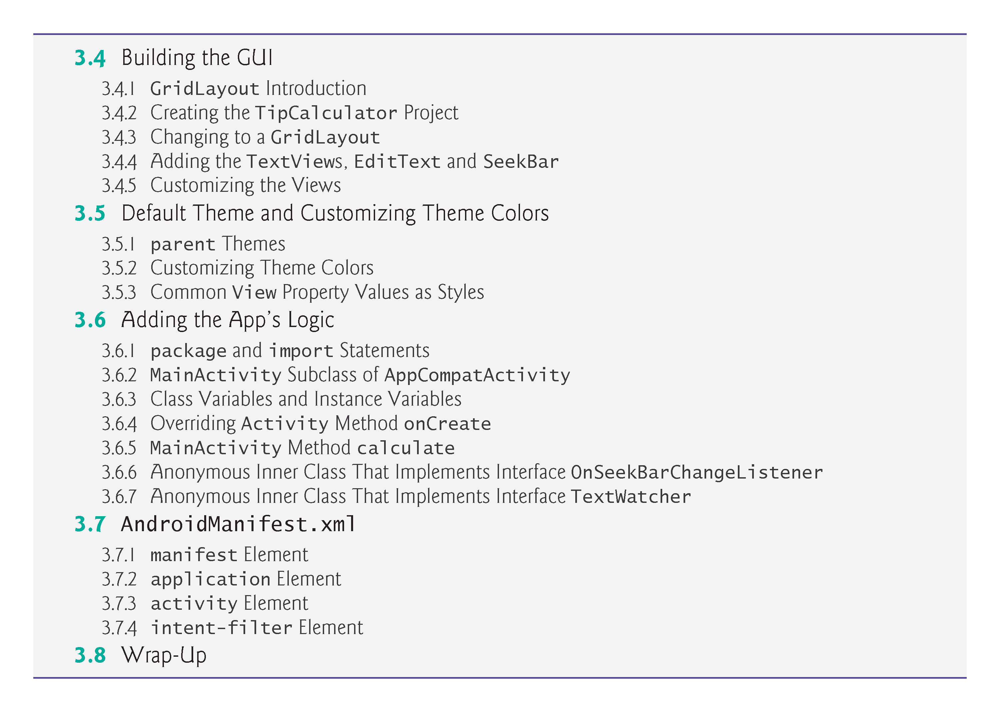 3.4 Building the GUI
3.4.1 GridLayout Introduction
3.4.2 Creating the TipCalculator Project
3.4.3 Changing to a GridLayout
3.4.4 Adding the TextViews, EditText and SeekBar
3.4.5 Customizing the Views
3.5 Default Theme and Customizing Theme Colors
3.5.1 parent Themes
3.5.2 Customizing Theme Colors
3.5.3 Common View Property Values as Styles
3.6 Adding the App’s Logic
3.6.1 package and import Statements
3.6.2 MainActivity Subclass of AppCompatActivity
3.6.3 Class Variables and Instance Variables
3.6.4 Overriding Activity Method onCreate
3.6.5 MainActivity Method calculate
3.6.6 Anonymous Inner Class That Implements Interface OnSeekBarChangeListener
3.6.7 Anonymous Inner Class That Implements Interface TextWatcher
3.7 AndroidManifest.xml
3.7.1 manifest Element
3.7.2 application Element
3.7.3 activity Element
3.7.4 intent-filter Element
3.8 Wrap-Up